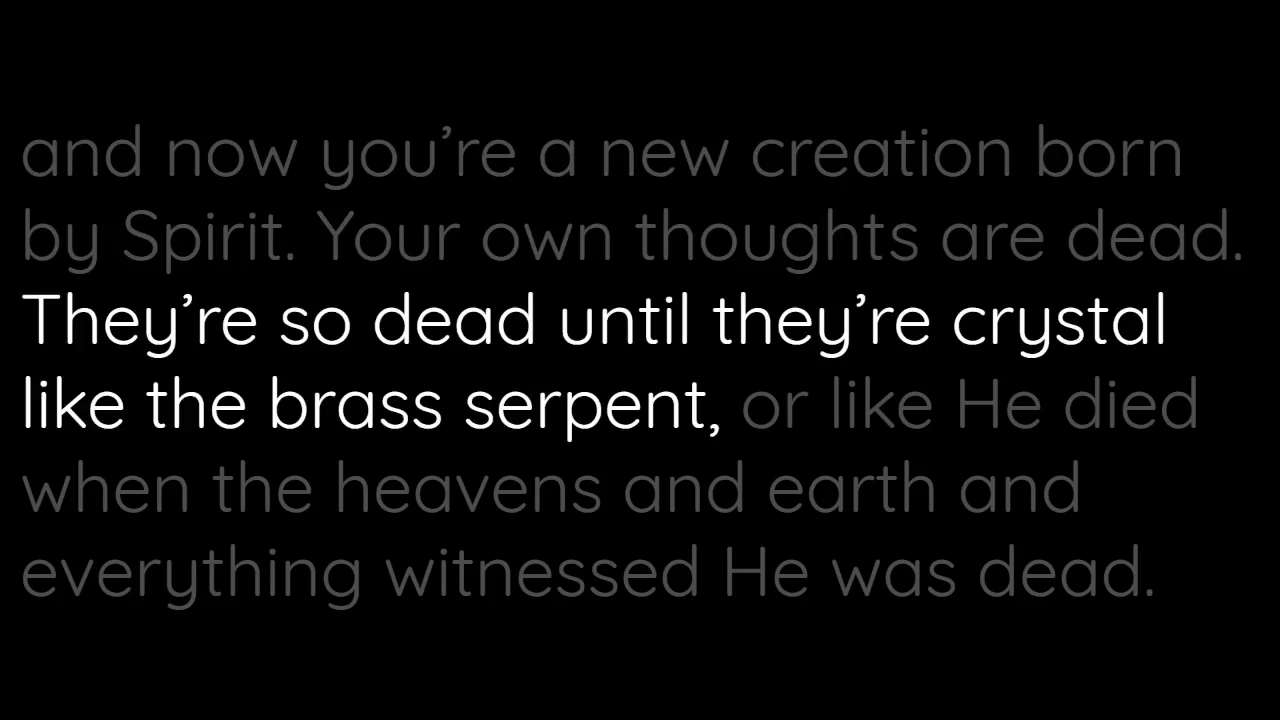 and now you’re a new creation born
by Spirit. Your own thoughts are dead.
They’re so dead until they’re crystal
like the brass serpent, or like He died
when the heavens and earth and
everything witnessed He was dead.